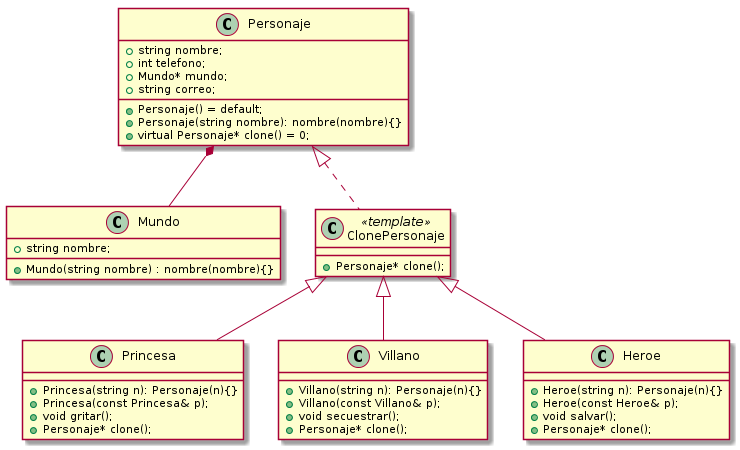 C Personaje
string nombre;
int telefono;
Mundo* mundo;
string correo;
Personaje() = default;
Personaje(string nombre): nombre(nombre){}
virtual Personaje* clone() = 0;
C Mundo
string nombre;
Mundo(string nombre) : nombre(nombre){}
C «template»
ClonePersonaje
Personaje* clone();
C Princesa
Princesa(string n): Personaje(n){}
Princesa(const Princesa& p);
void gritar();
Personaje* clone();
C Villano
Villano(string n): Personaje(n){}
Villano(const Villano& p);
void secuestrar();
Personaje* clone();
C Heroe
Heroe(string n): Personaje(n){}
Heroe(const Heroe& p);
void salvar();
Personaje* clone();